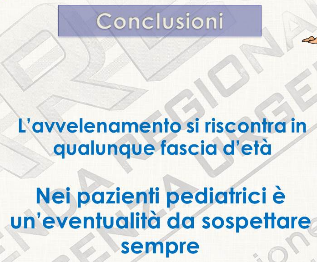 Conclusioni
L'avvelenamento si riscontra in
qualunque fascia d'età
Nei pazienti pediatrici è
un'eventualità da sospettare
sempre